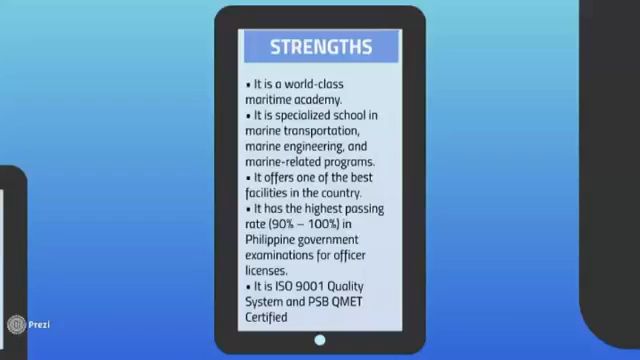 STRENGTHS
• It is a world-class
maritime academy.
• It is specialized school in
marine transportation,
marine engineering, and
marine-related programs.
• It offers one of the best
facilities in the country.
• It has the highest passing
rate (90% – 100%) in
Philippine government
examinations for officer
licenses.
• It is ISO 9001 Quality
System and PSB QMET
Certified
Prezi